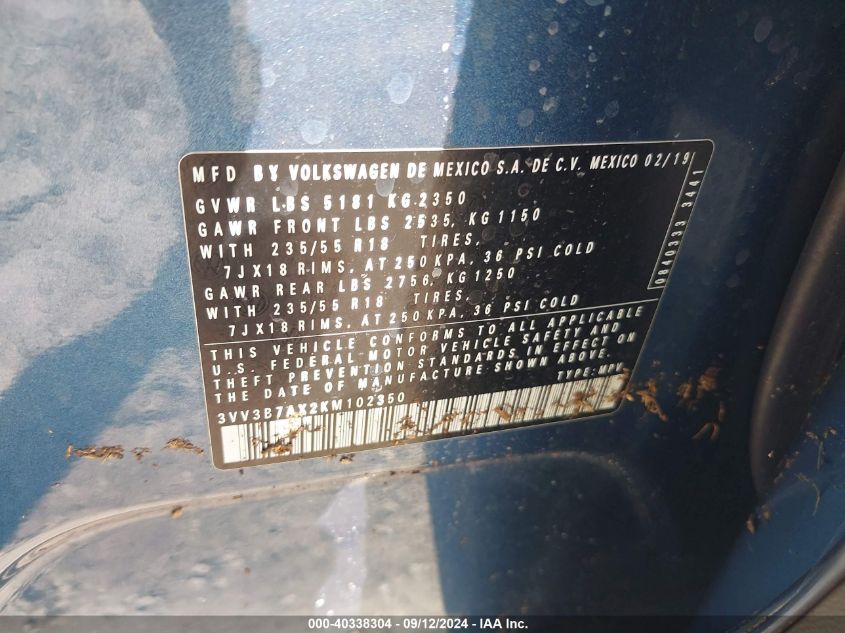 MFD BY VOLKSWAGEN DE MEXICO S.A. DE C.V. MEXICO 02/19
GVWR LBS 5181 KG 2350
GAWR FRONT LBS 2535, KG 1150
WITH 235/55 R18 TIRES,
7JX18 RIMS, AT 250 KPA, 36 PSI COLD
GAWR REAR LBS 2756, KG 1250
WITH 235/55 R18 TIRES,
7JX18 RIMS, AT 250 KPA, 36 PSI COLD
0840333 3441
THIS VEHICLE CONFORMS TO ALL APPLICABLE
U.S. FEDERAL MOTOR VEHICLE SAFETY AND
THEFT PREVENTION STANDARDS IN EFFECT ON
THE DATE OF MANUFACTURE SHOWN ABOVE.
3VV3B7AX2KM102350 TYPE: MPV
000-40338304 - 09/12/2024 - IAA Inc.